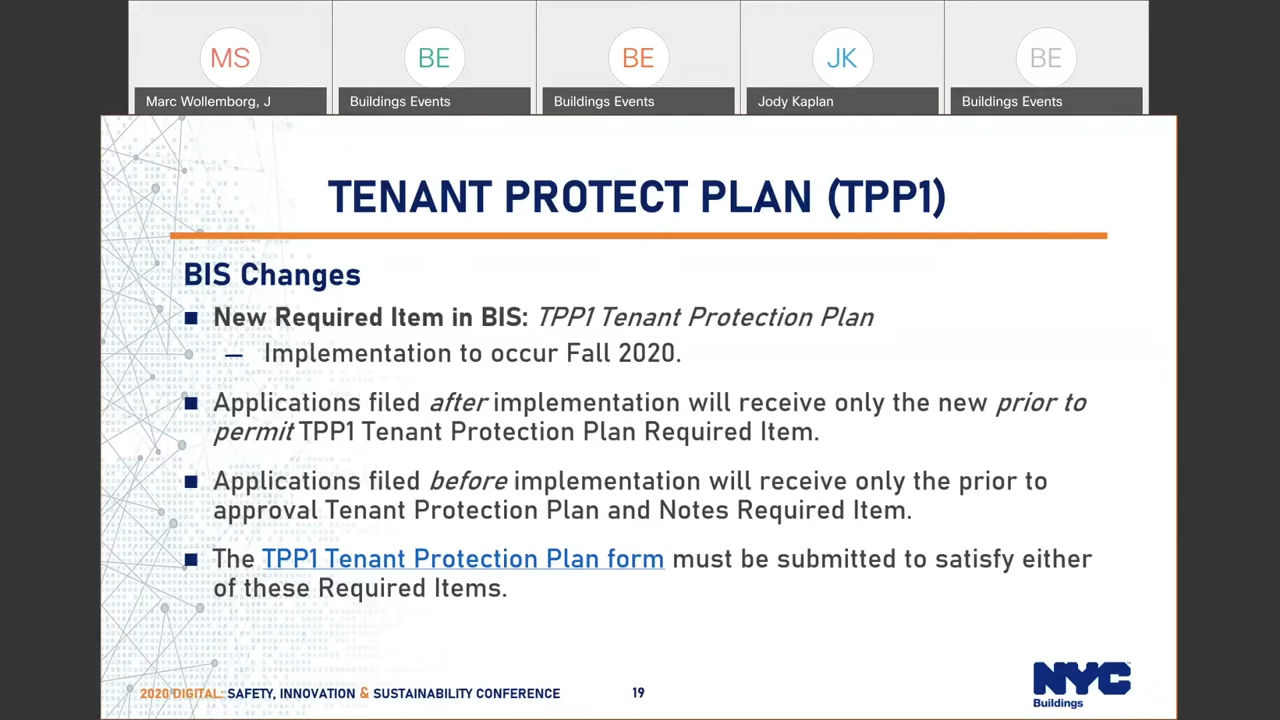 MS
BE
BE
JK
BE
Marc Wollemborg, J
Buildings Events
Buildings Events
Jody Kaplan
Buildings Events
TENANT PROTECT PLAN (TPP1)
BIS Changes
New Required Item in BIS: TPP1 Tenant Protection Plan
– Implementation to occur Fall 2020.
Applications filed after implementation will receive only the new prior to
permit TPP1 Tenant Protection Plan Required Item.
Applications filed before implementation will receive only the prior to
approval Tenant Protection Plan and Notes Required Item.
The TPP1 Tenant Protection Plan form must be submitted to satisfy either
of these Required Items.
2020 DIGITAL: SAFETY, INNOVATION & SUSTAINABILITY CONFERENCE
19
NYC
Buildings